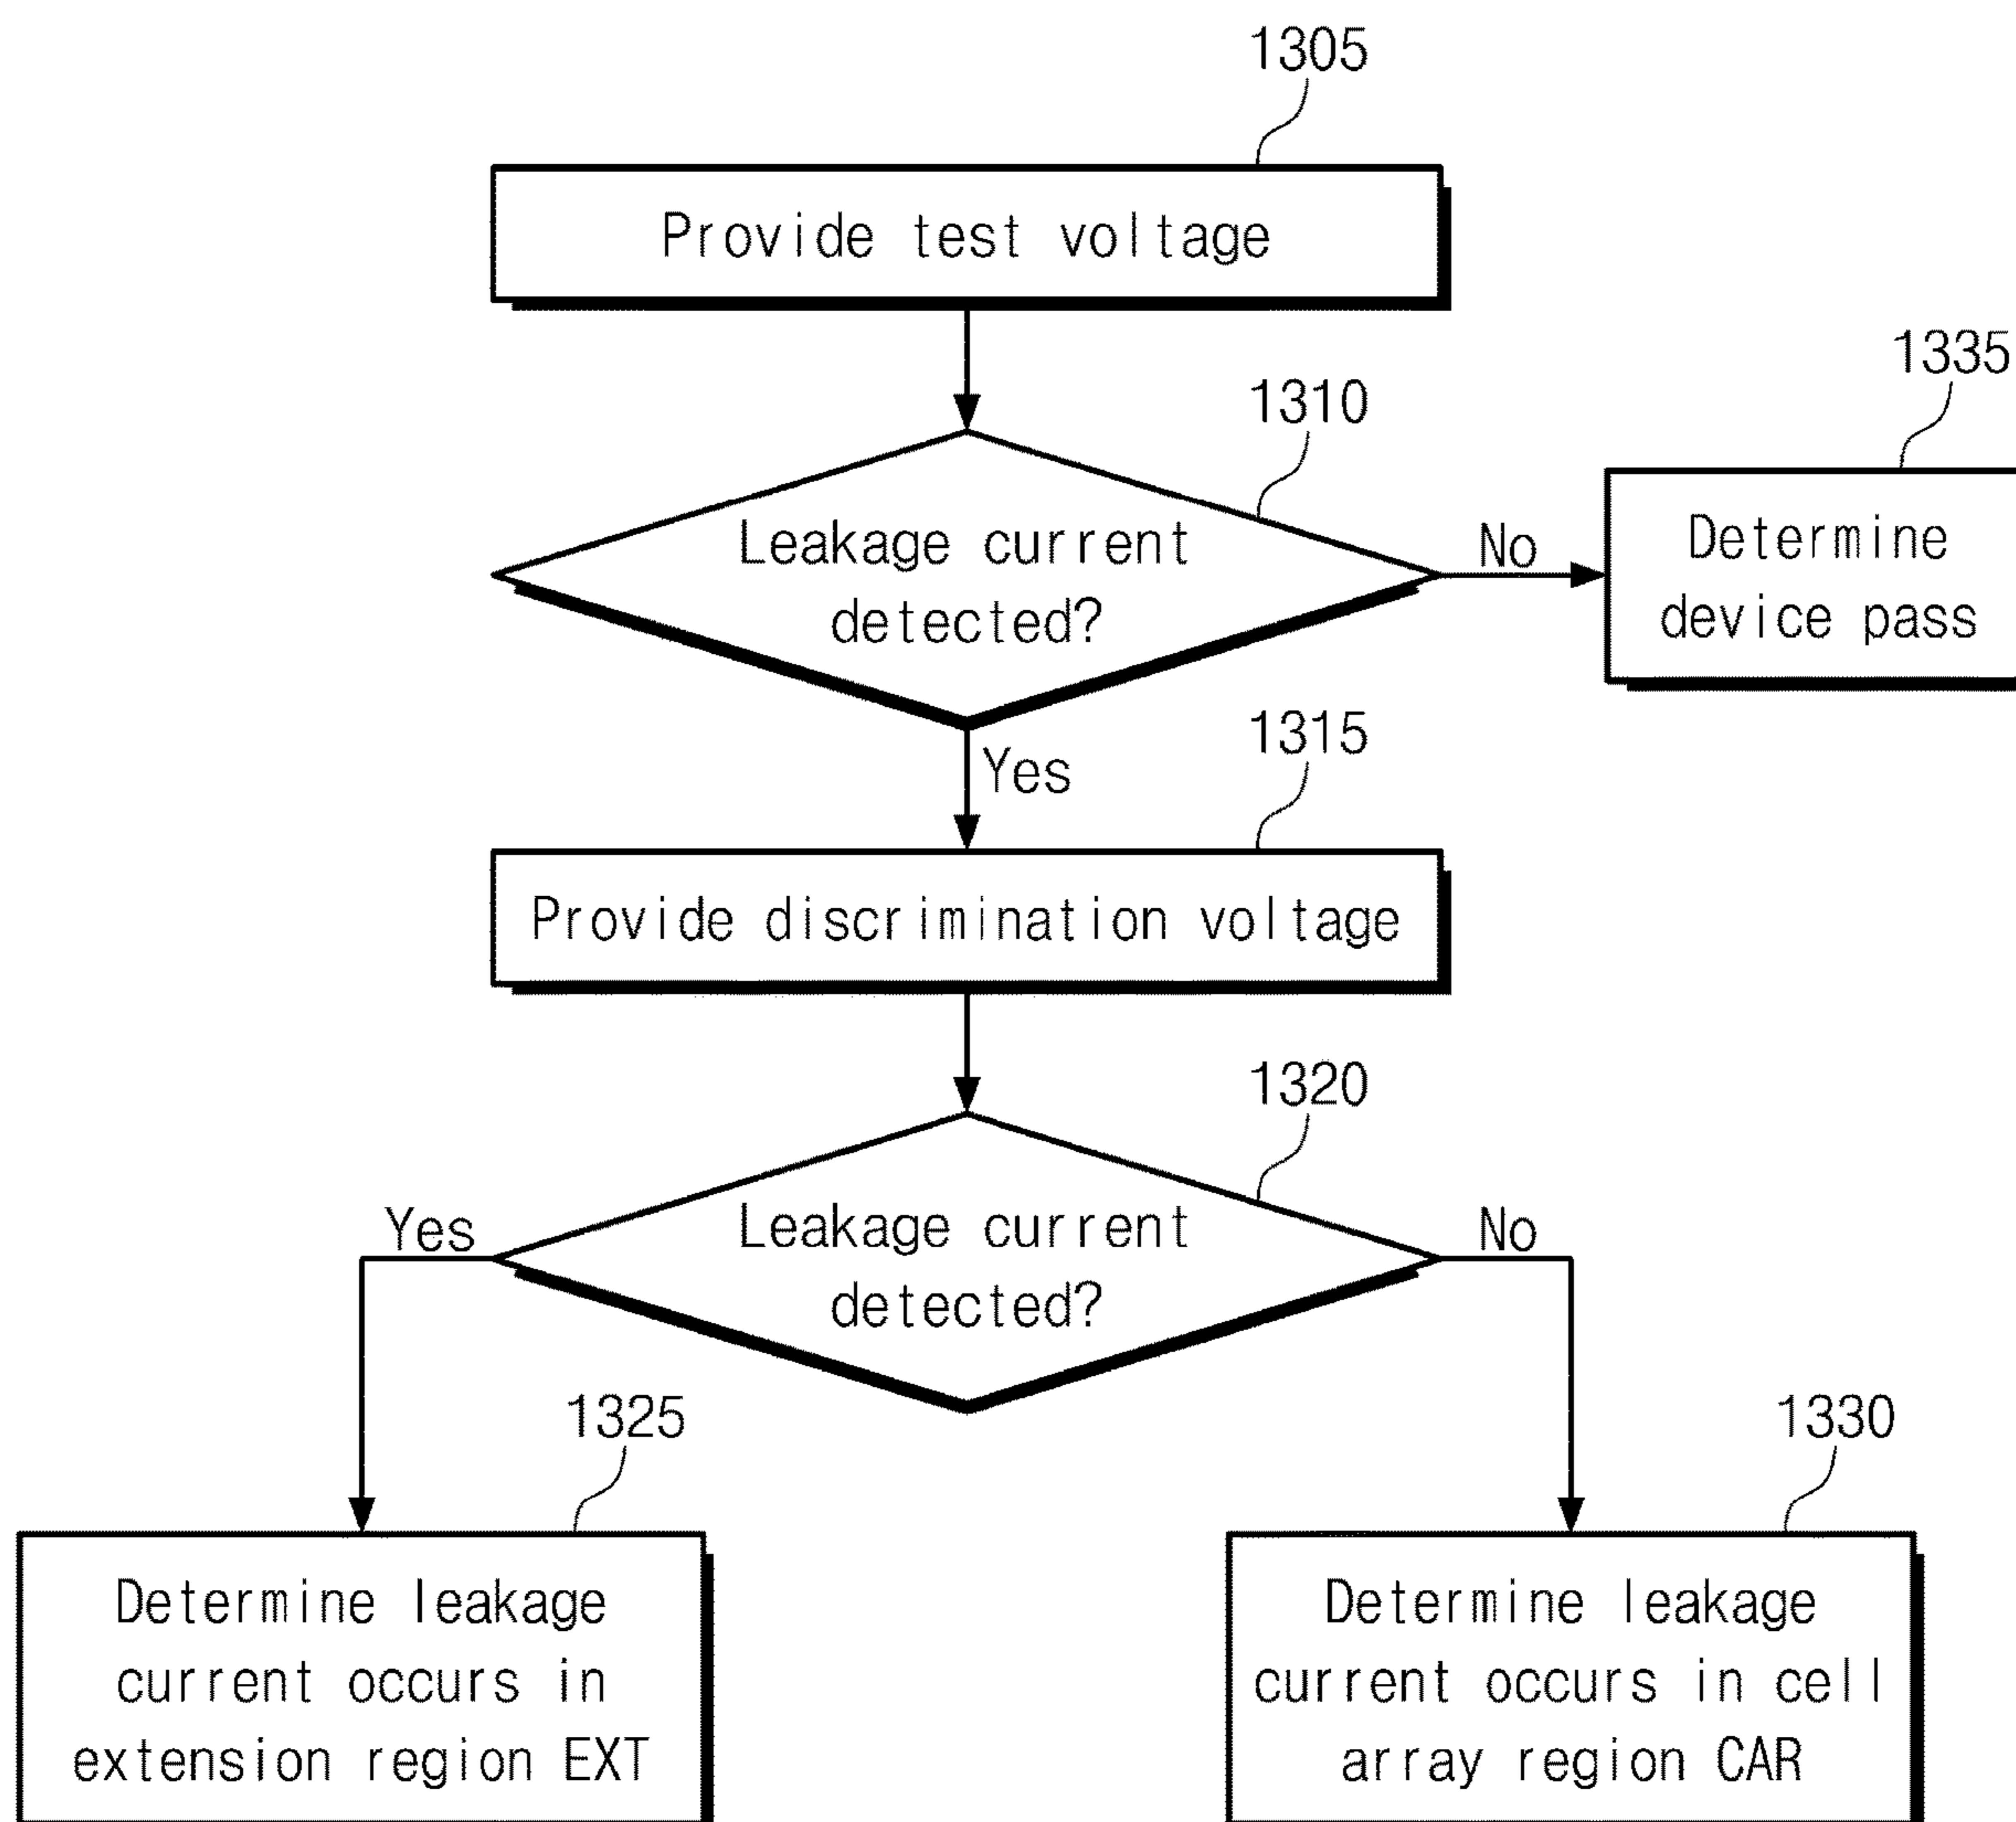 1305
Provide test voltage
1310
Leakage current
detected?
No
1335
Determine
device pass
Yes
1315
Provide discrimination voltage
1320
Leakage current
detected?
Yes
No
1325
Determine leakage
current occurs in
extension region EXT
1330
Determine leakage
current occurs in cell
array region CAR